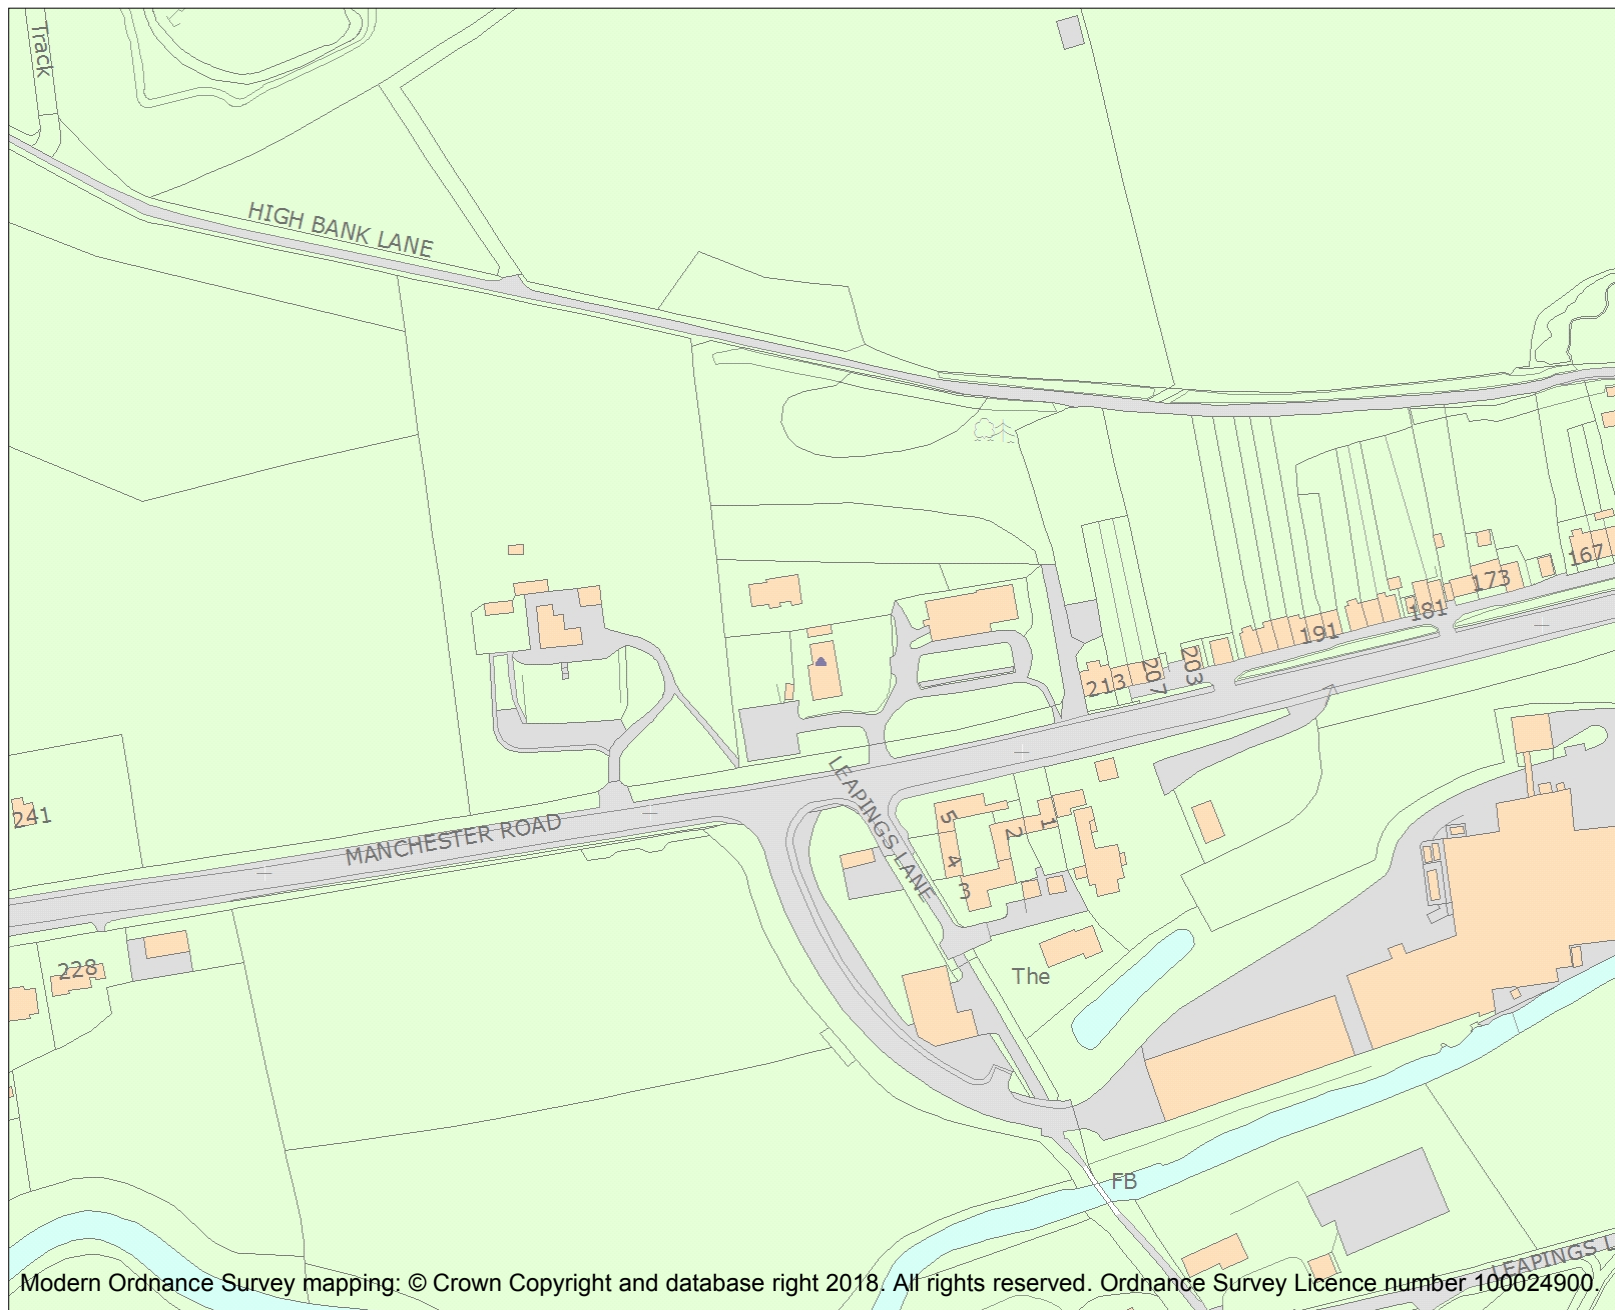 Track
HIGH BANK LANE
167
173
181
191
203
207
213
LEAPINGS LANE
241
MANCHESTER ROAD
5
2
1
4
3
228
The
FB
LEAPINGS L
Modern Ordnance Survey mapping: © Crown Copyright and database right 2018. All rights reserved. Ordnance Survey Licence number 100024900.